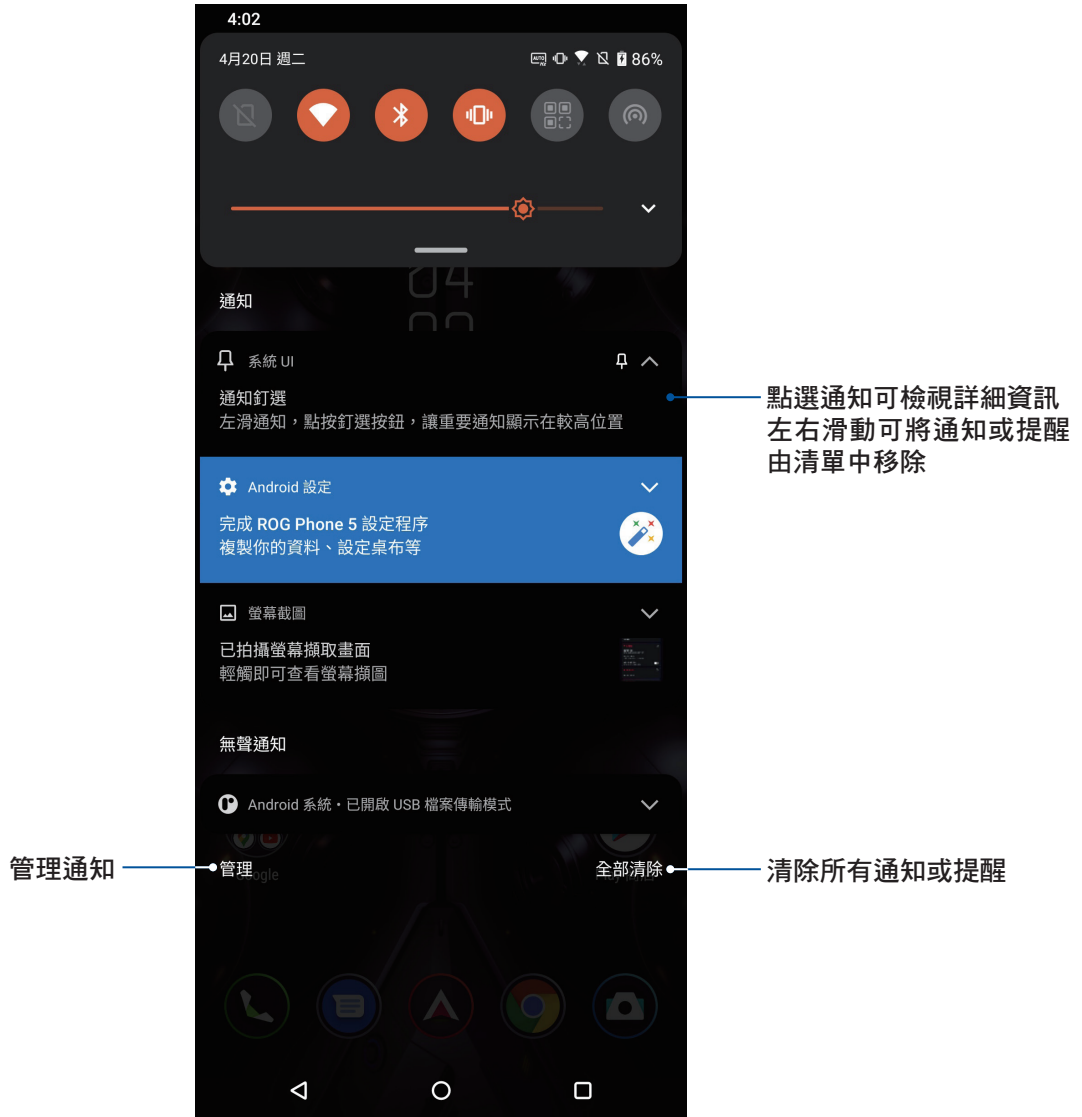 4:02
4月20日 週二
86%
通知
系統 UI
通知釘選
左滑通知，點按釘選按鈕，讓重要通知顯示在較高位置
點選通知可檢視詳細資訊
左右滑動可將通知或提醒
由清單中移除
Android 設定
完成 ROG Phone 5 設定程序
複製你的資料、設定桌布等
螢幕截圖
已拍攝螢幕擷取畫面
輕觸即可查看螢幕擷圖
無聲通知
Android 系統・已開啟 USB 檔案傳輸模式
管理通知
管理
全部清除
清除所有通知或提醒